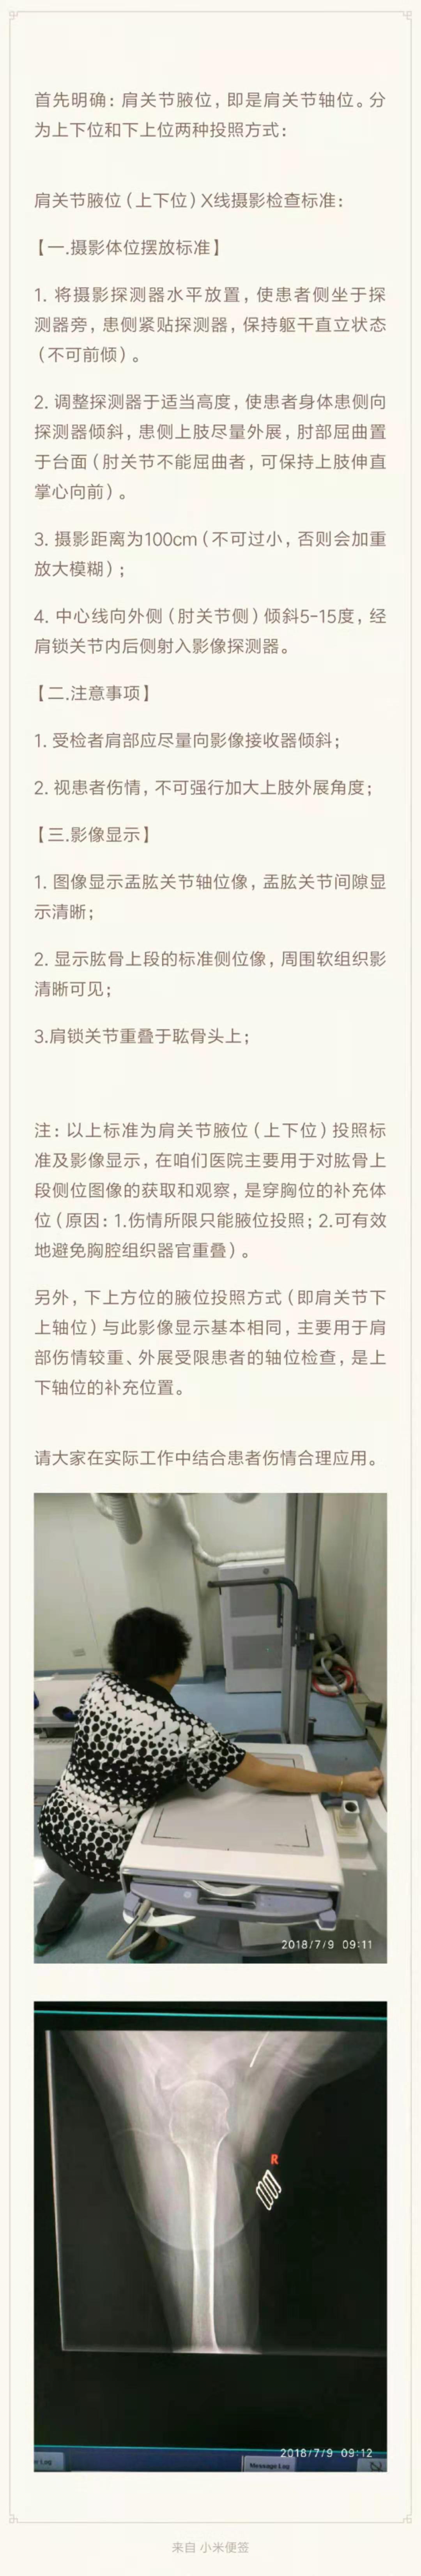 首先明确：肩关节腋位，即是肩关节轴位。分
为上下位和下上位两种投照方式：
肩关节腋位（上下位）X线摄影检查标准：
【一.摄影体位摆放标准】
1. 将摄影探测器水平放置，使患者侧坐于探
测器旁，患侧紧贴探测器，保持躯干直立状态
（不可前倾）。
2. 调整探测器于适当高度，使患者身体患侧向
探测器倾斜，患侧上肢尽量外展，肘部屈曲置
于台面（肘关节不能屈曲者，可保持上肢伸直
掌心向前）。
3. 摄影距离为100cm（不可过小，否则会加重
放大模糊）；
4. 中心线向外侧（肘关节侧）倾斜5-15度，经
肩锁关节内后侧射入影像探测器。
【二.注意事项】
1. 受检者肩部应尽量向影像接收器倾斜；
2. 视患者伤情，不可强行加大上肢外展角度；
【三.影像显示】
1. 图像显示盂肱关节轴位像，盂肱关节间隙显
示清晰；
2. 显示肱骨上段的标准侧位像，周围软组织影
清晰可见；
3.肩锁关节重叠于肱骨头上；
注：以上标准为肩关节腋位（上下位）投照标
准及影像显示，在咱们医院主要用于对肱骨上
段侧位图像的获取和观察，是穿胸位的补充体
位（原因：1.伤情所限只能腋位投照；2.可有效
地避免胸腔组织器官重叠）。
另外，下上方位的腋位投照方式（即肩关节下
上轴位）与此影像显示基本相同，主要用于肩
部伤情较重、外展受限患者的轴位检查，是上
下轴位的补充位置。
请大家在实际工作中结合患者伤情合理应用。
2018/7/9 09:11
R
2018/7/9 09:12
Message Log
来自 小米便签